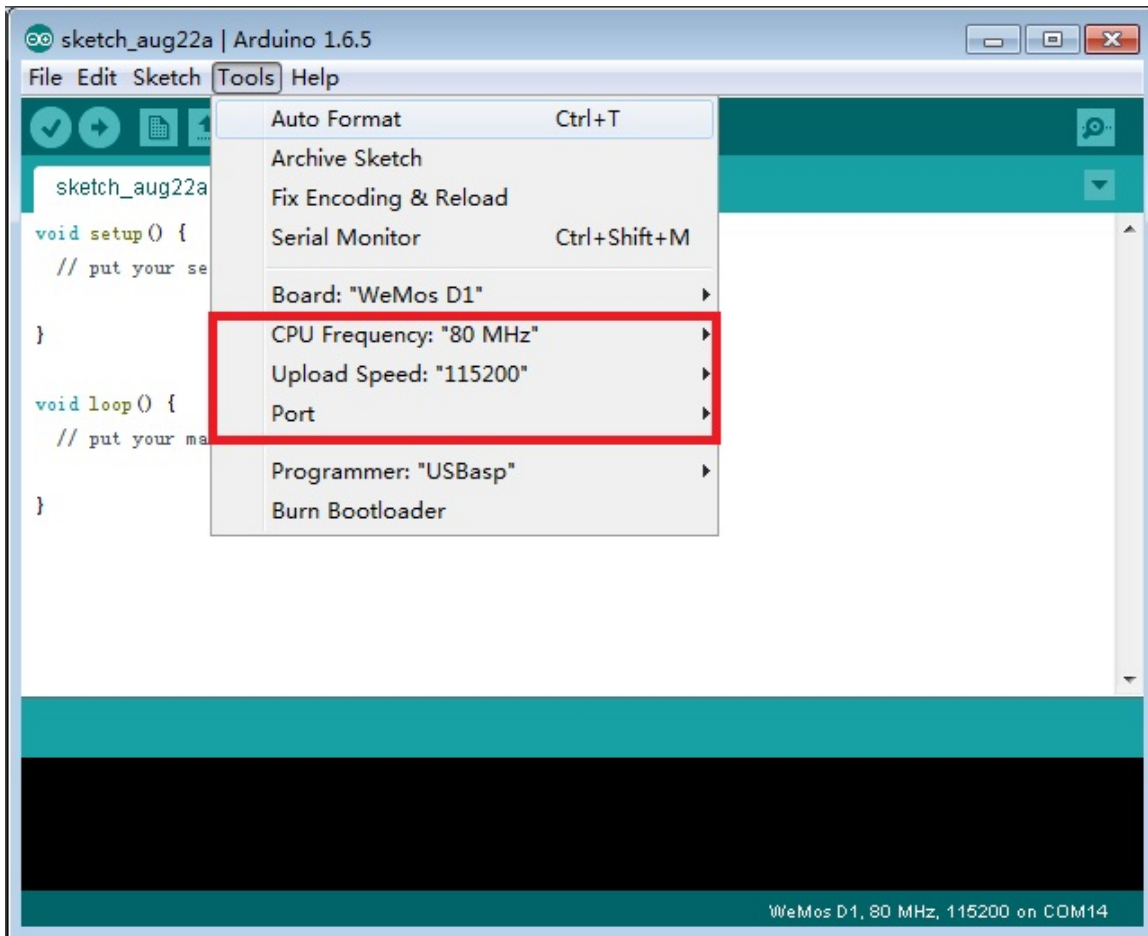 sketch_aug22a | Arduino 1.6.5
File Edit Sketch Tools Help
Auto Format Ctrl+T
Archive Sketch
sketch_aug22a
Fix Encoding & Reload
void setup() {
Serial Monitor Ctrl+Shift+M
// put your se
Board: "WeMos D1"
}
CPU Frequency: "80 MHz"
Upload Speed: "115200"
void loop() {
Port
// put your ma
Programmer: "USBasp"
}
Burn Bootloader
WeMos D1, 80 MHz, 115200 on COM14